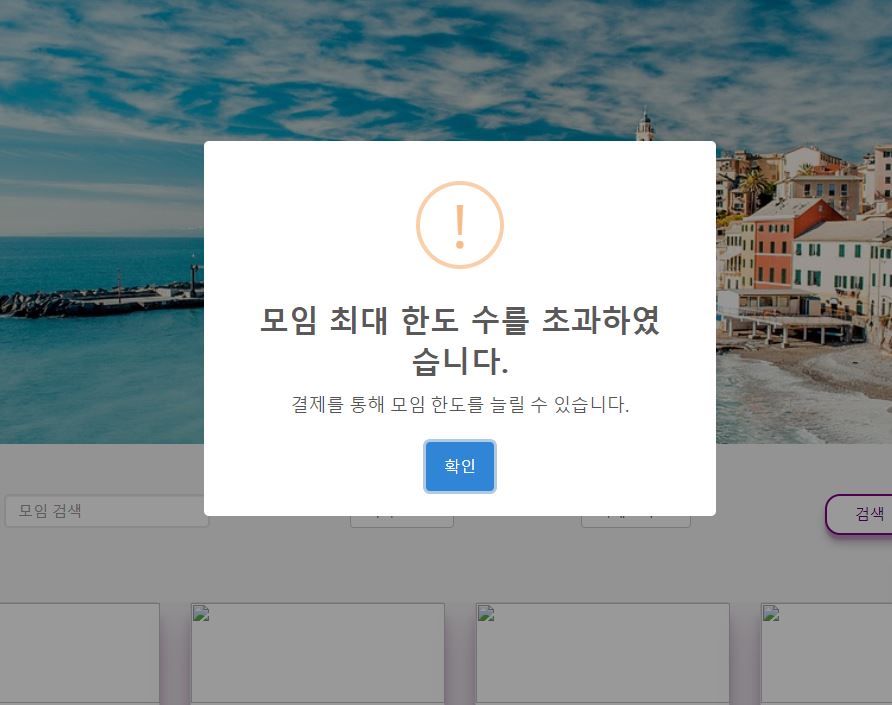 모임 최대 한도 수를 초과하였
습니다.
결제를 통해 모임 한도를 늘릴 수 있습니다.
확인
모임 검색
검색